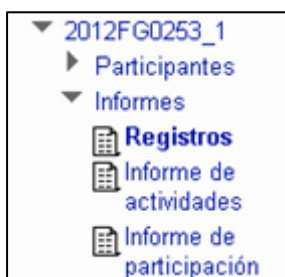 2012FG0253_1
Participantes
Informes
Registros
Informe de
actividades
Informe de
participación